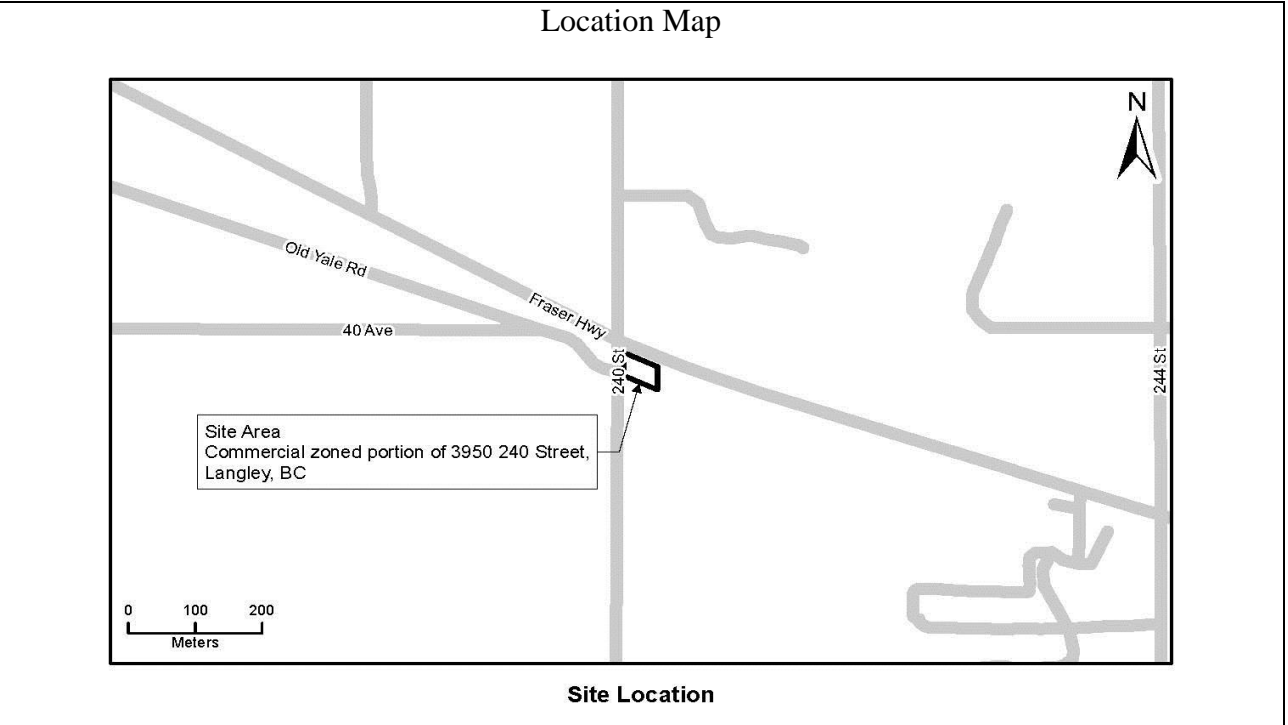 Location Map
N
Old Yale Rd
Fraser Hwy
40 Ave
240 St
244 St
Site Area
Commercial zoned portion of 3950 240 Street,
Langley, BC
0 100 200
Meters
Site Location